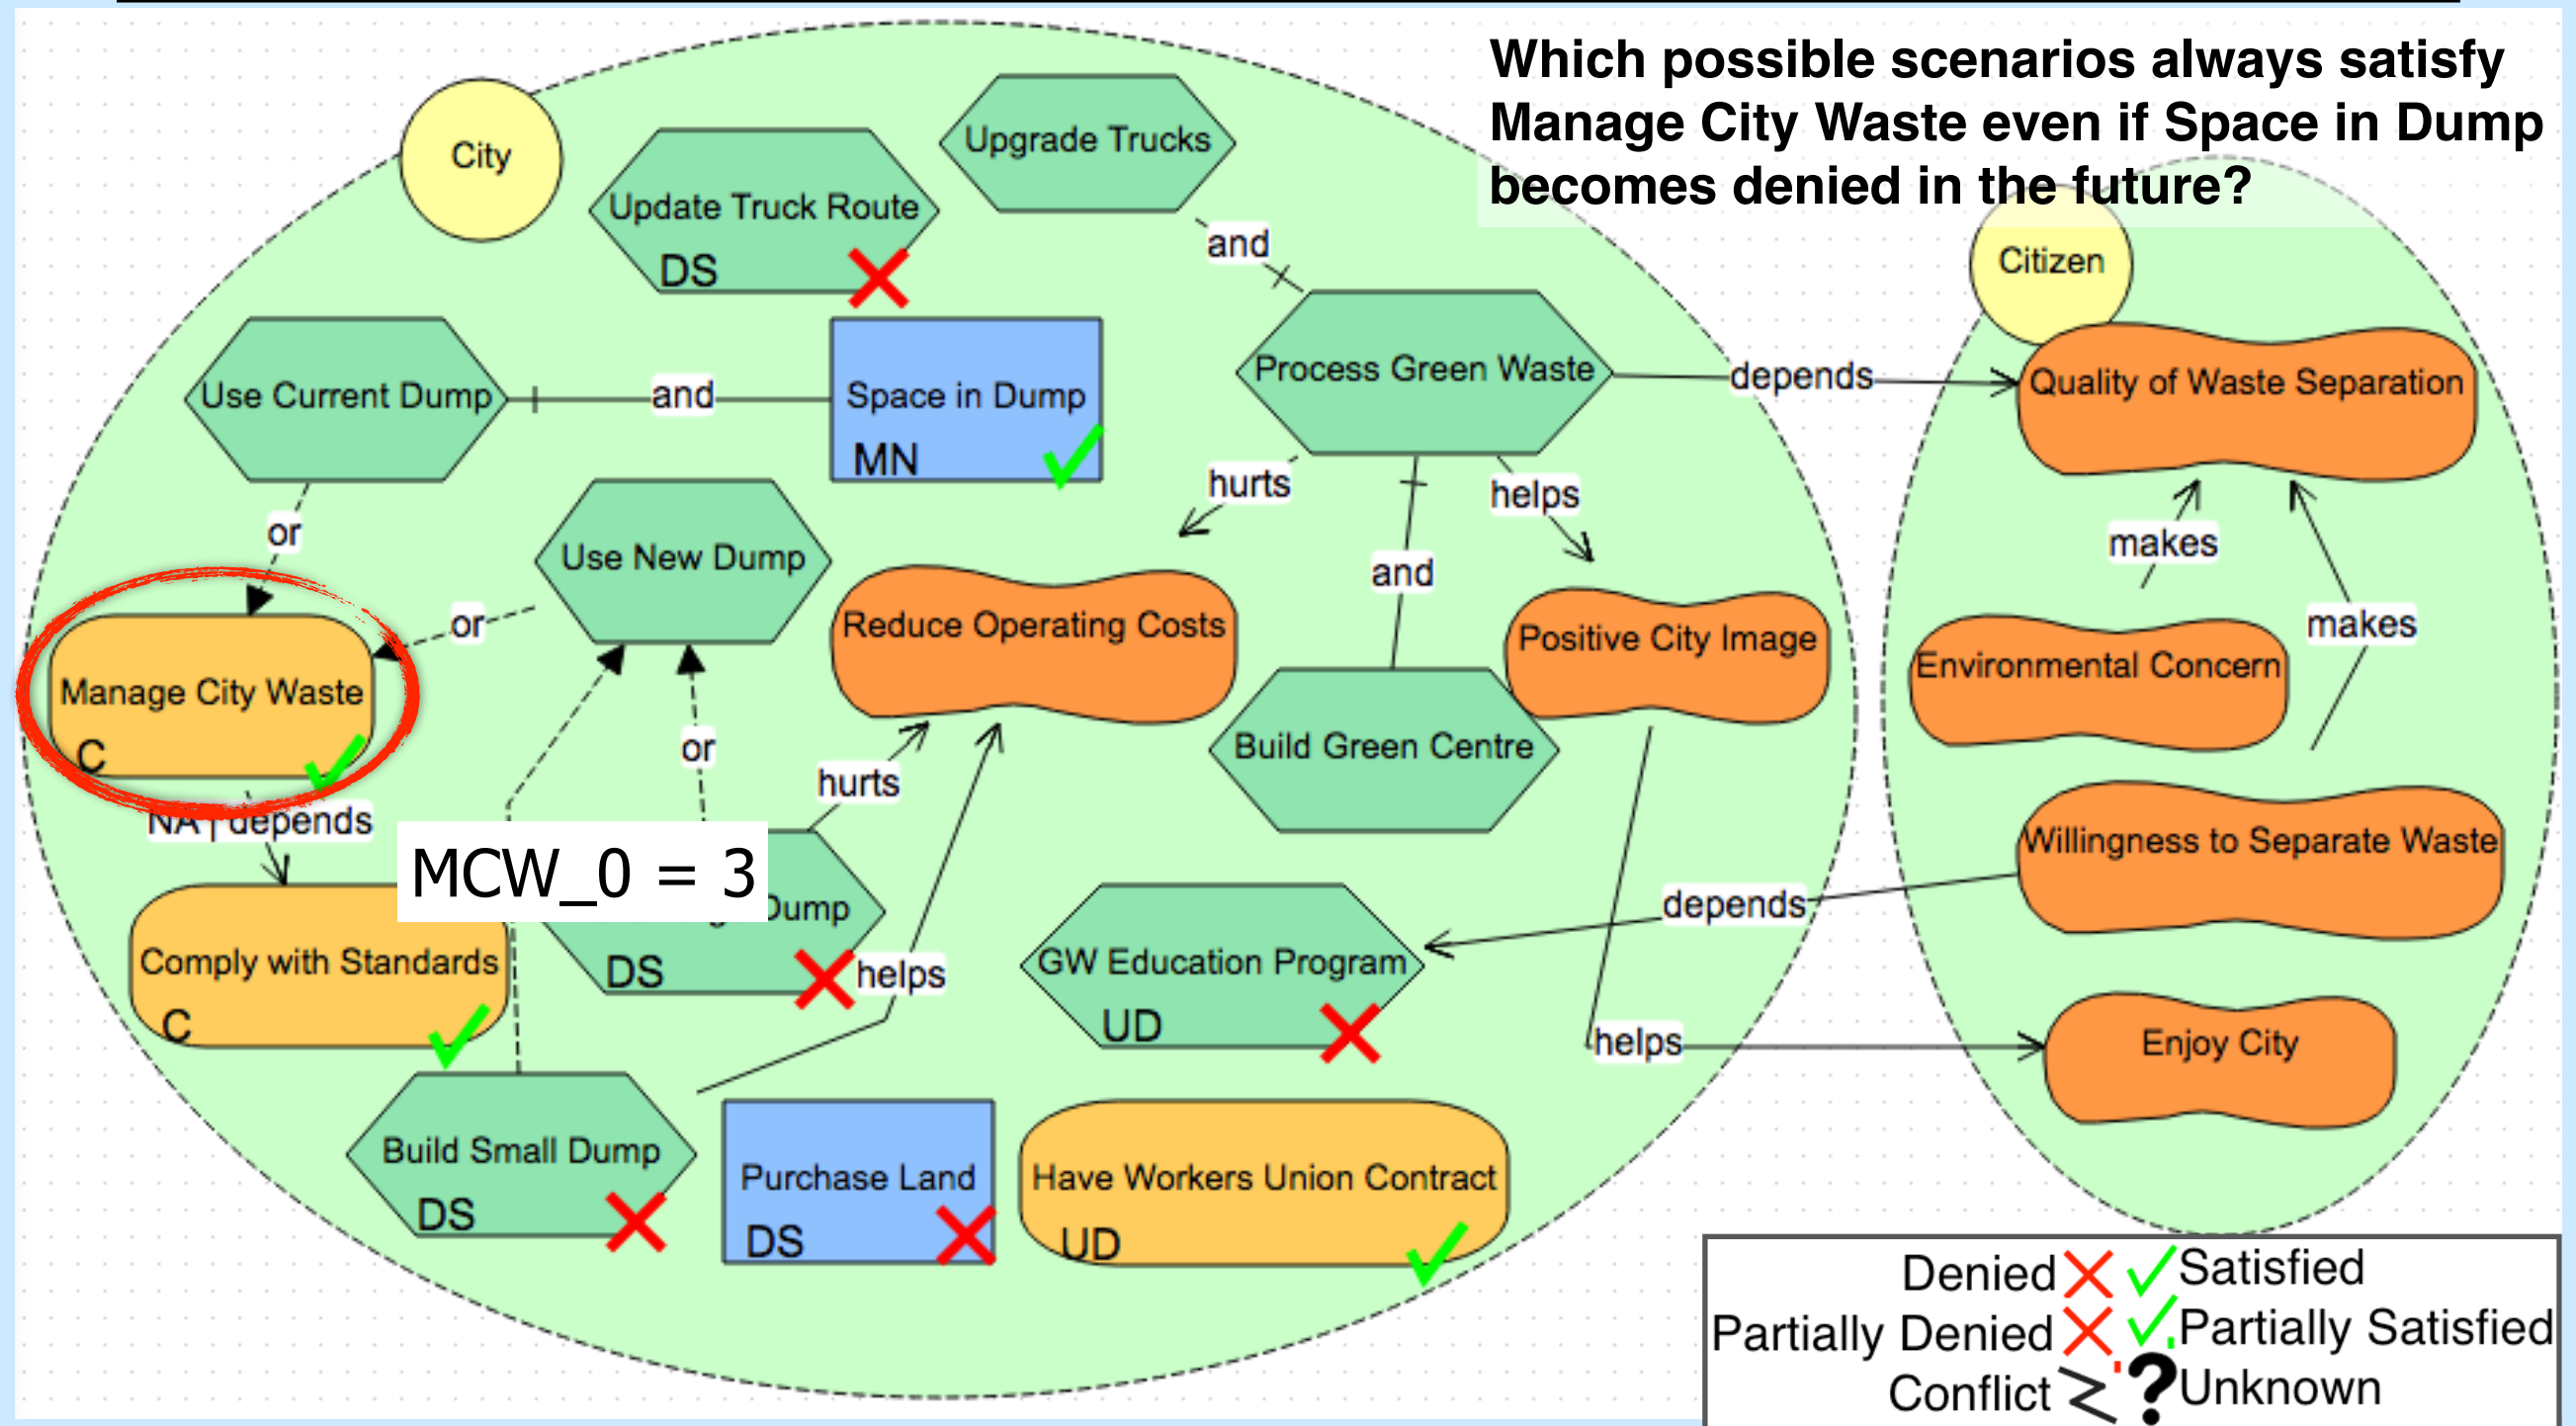 Which possible scenarios always satisfy
Manage City Waste even if Space in Dump
becomes denied in the future?
City
Upgrade Trucks
Update Truck Route
DS
and
Citizen
Use Current Dump
and
Space in Dump
MN
Process Green Waste
depends
Quality of Waste Separation
or
Use New Dump
hurts
helps
makes
and
or
Reduce Operating Costs
Positive City Image
Environmental Concern
makes
Manage City Waste
C
or
hurts
Build Green Centre
NA | depends
MCW_0 = 3
Willingness to Separate Waste
Dump
DS
depends
Comply with Standards
C
helps
GW Education Program
UD
helps
Enjoy City
Build Small Dump
DS
Purchase Land
DS
Have Workers Union Contract
UD
Denied Satisfied
Partially Denied Partially Satisfied
Conflict Unknown